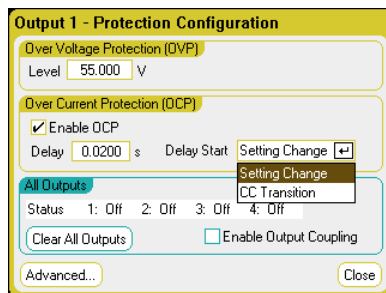 Output 1 - Protection Configuration
Over Voltage Protection (OVP)
Level 55.000 V
Over Current Protection (OCP)
Enable OCP
Delay 0.0200 s Delay Start Setting Change
Setting Change
CC Transition
All Outputs
Status 1: Off 2: Off 3: Off 4: Off
Clear All Outputs Enable Output Coupling
Advanced... Close